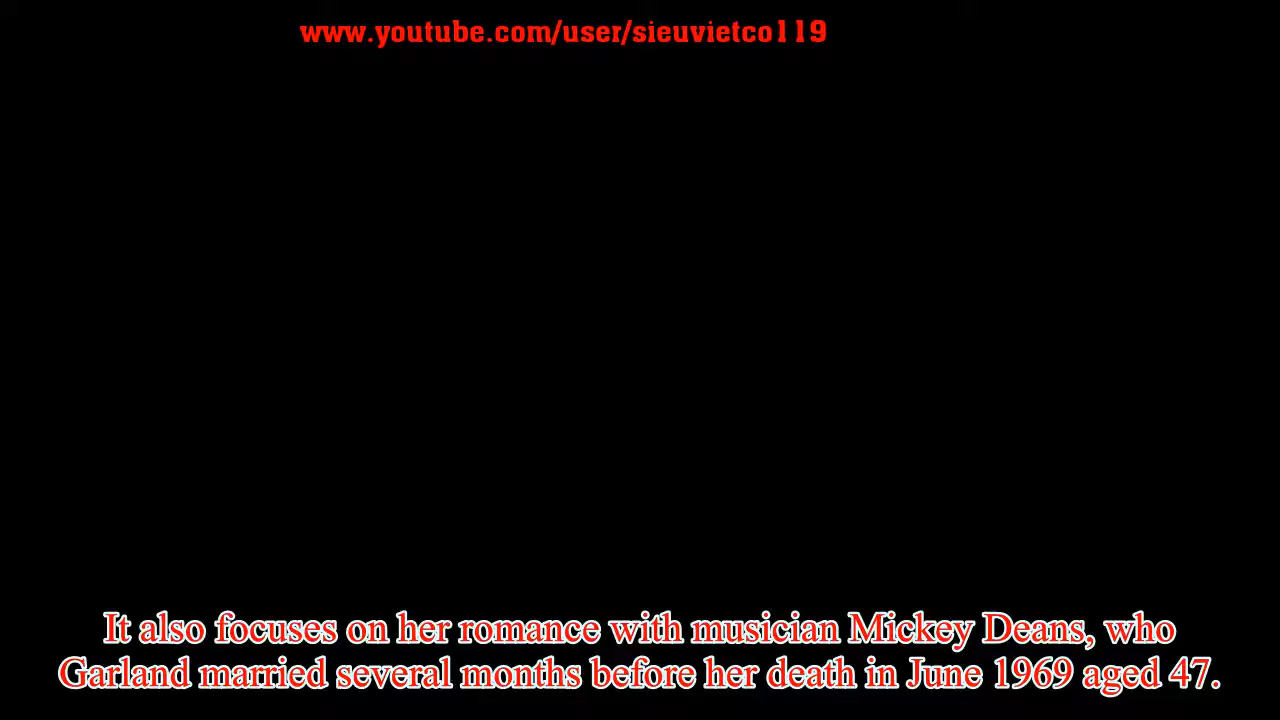 www.youtube.com/user/sieuvietco119
It also focuses on her romance with musician Mickey Deans, who
Garland married several months before her death in June 1969 aged 47.